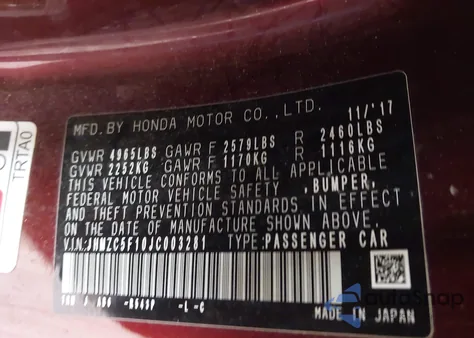 MFD.BY HONDA MOTOR CO.,LTD. 11/'17
GVWR 4965LBS GAWR F 2579LBS R 2460LBS
GVWR 2252KG GAWR F 1170KG R 1116KG
THIS VEHICLE CONFORMS TO ALL APPLICABLE
FEDERAL MOTOR VEHICLE SAFETY ,BUMPER,
AND THEFT PREVENTION STANDARDS IN EFFECT
ON THE DATE OF MANUFACTURE SHOWN ABOVE.
V.I.N:JHMZC5F10JC003281 TYPE:PASSENGER CAR
-L -C
MADE IN JAPAN
TRTA0
AutoSnap